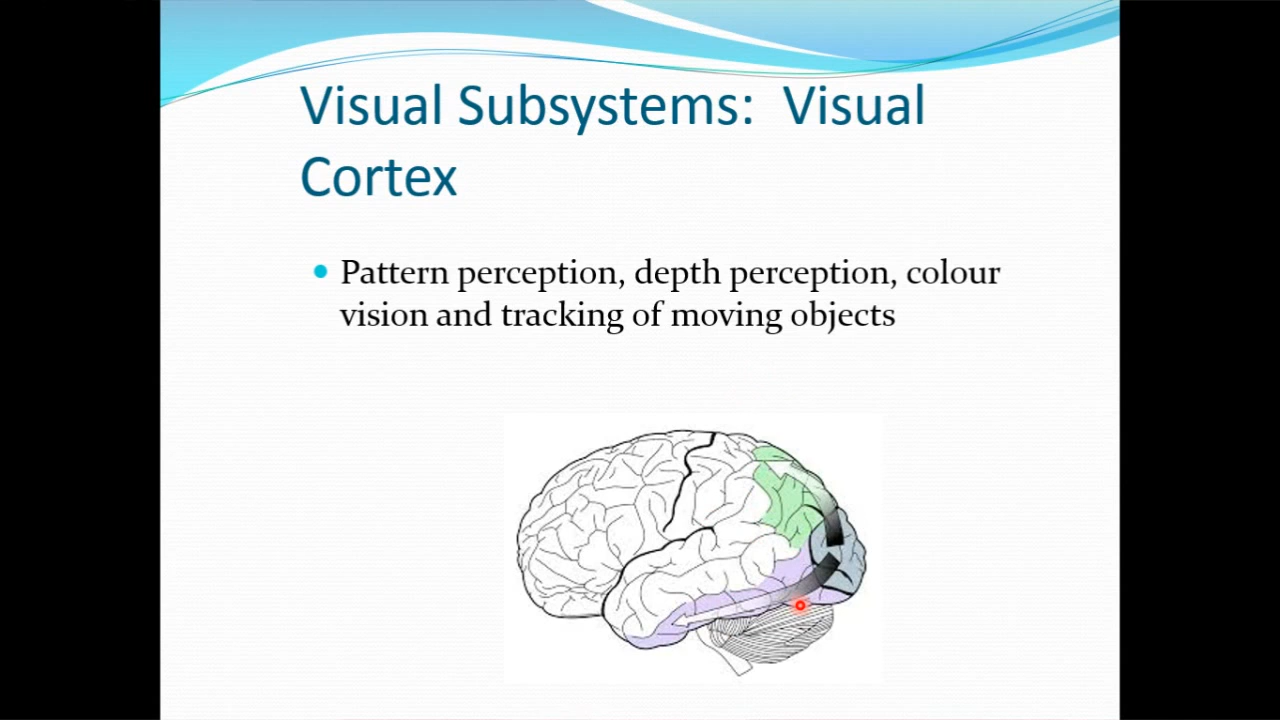 Visual Subsystems:  Visual
Cortex
Pattern perception, depth perception, colour
vision and tracking of moving objects